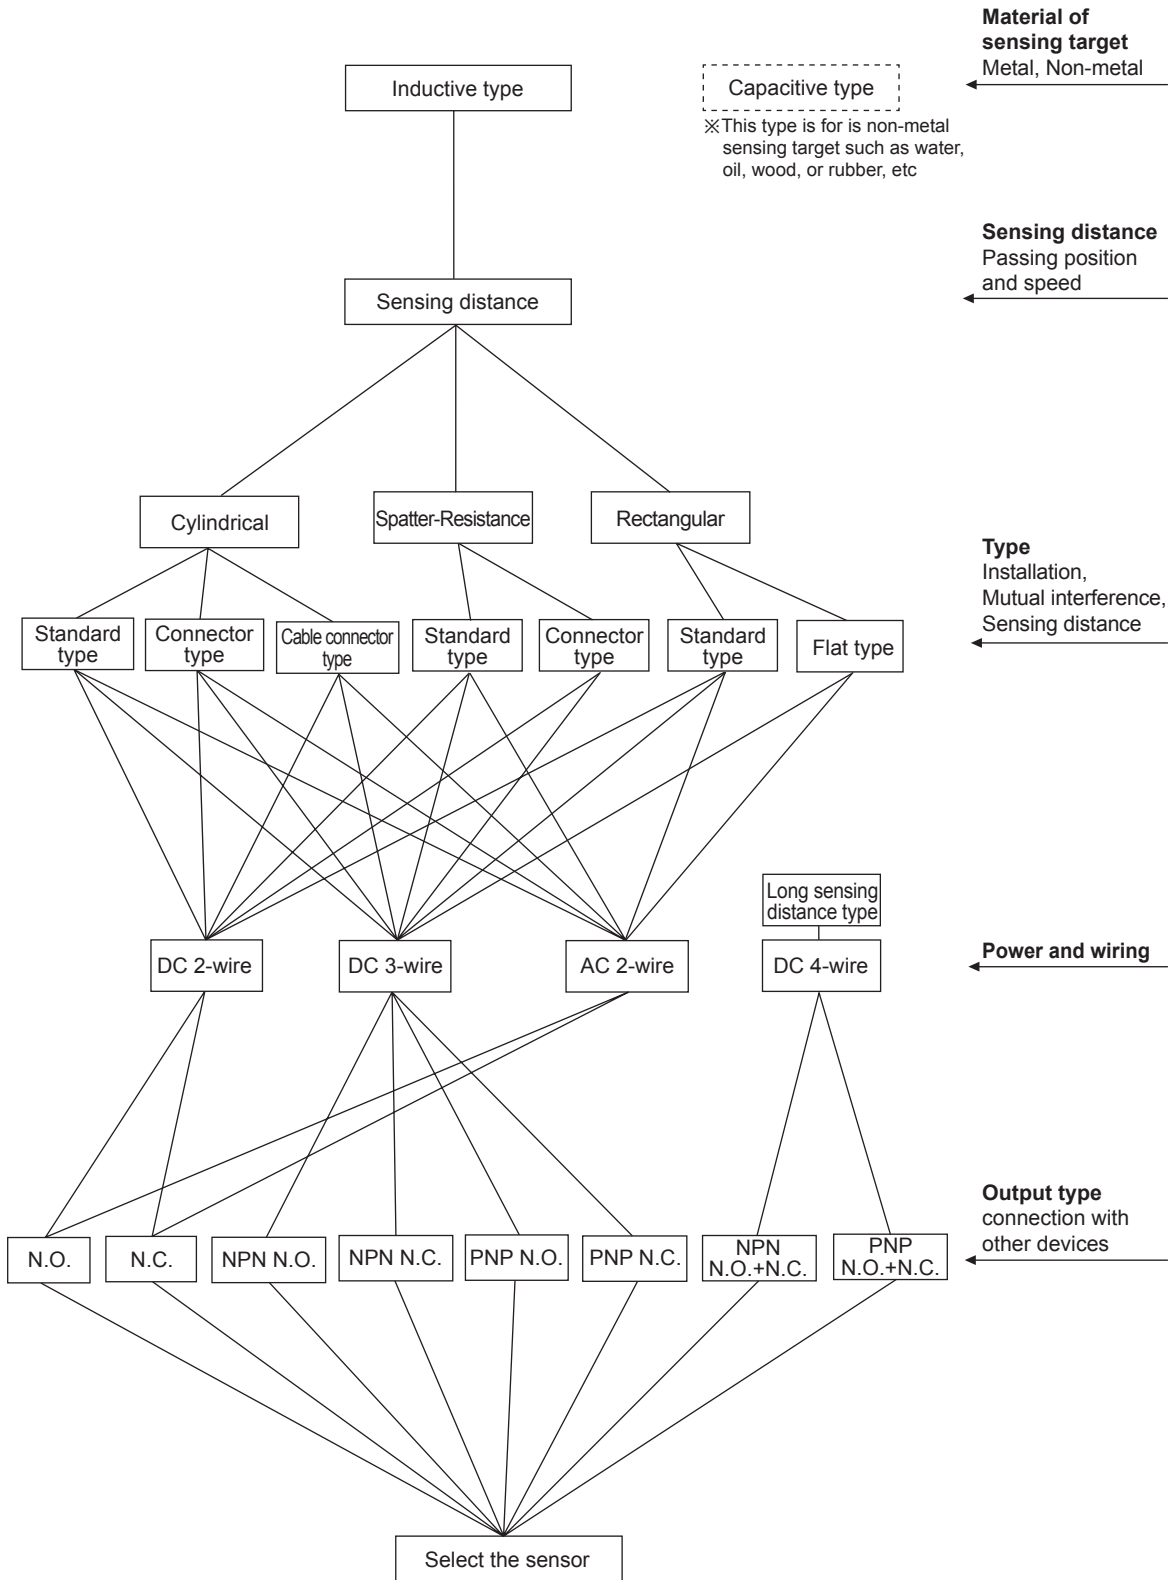 Material of
sensing target
Metal, Non-metal
Inductive type
Capacitive type
※This type is for is non-metal
sensing target such as water,
oil, wood, or rubber, etc
Sensing distance
Passing position
and speed
Sensing distance
Cylindrical
Spatter-Resistance
Rectangular
Type
Installation,
Mutual interference,
Sensing distance
Standard
type
Connector
type
Cable connector
type
Standard
type
Connector
type
Standard
type
Flat type
Long sensing
distance type
DC 2-wire
DC 3-wire
AC 2-wire
DC 4-wire
Power and wiring
Output type
connection with
other devices
N.O.
N.C.
NPN N.O.
NPN N.C.
PNP N.O.
PNP N.C.
NPN
N.O.+N.C.
PNP
N.O.+N.C.
Select the sensor